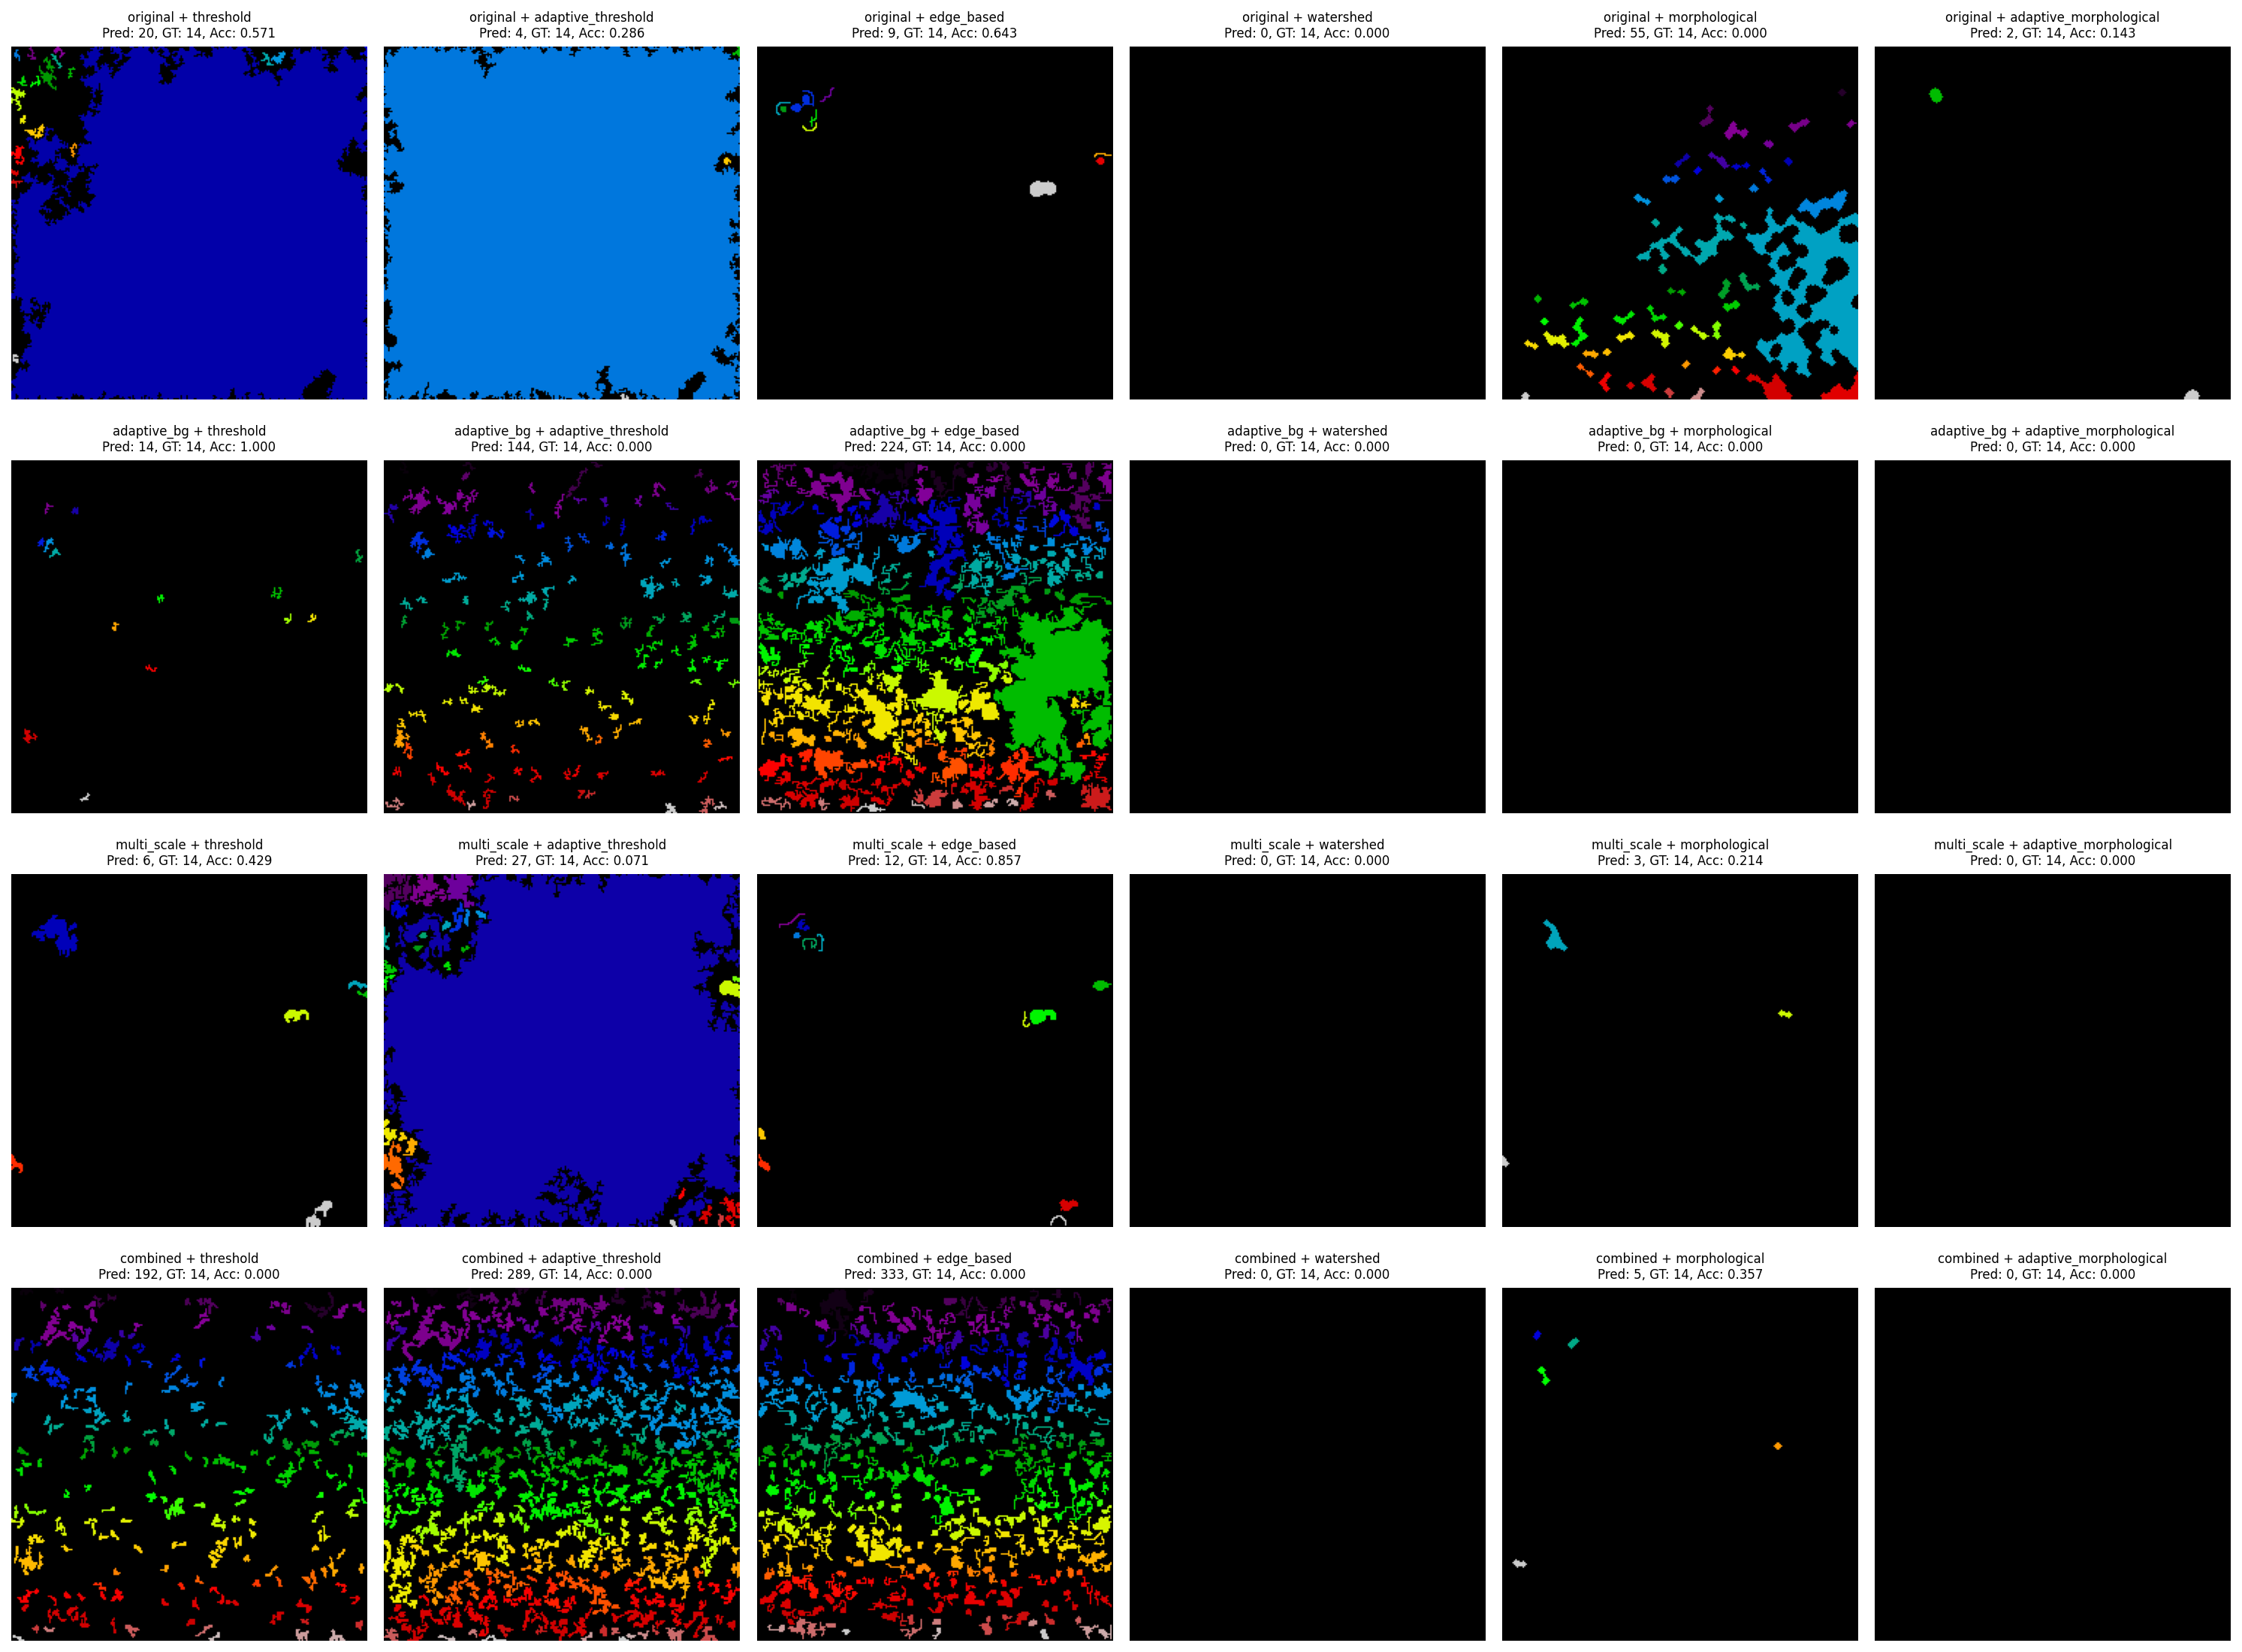 original + threshold
Pred: 20, GT: 14, Acc: 0.571
original + adaptive_threshold
Pred: 4, GT: 14, Acc: 0.286
original + edge_based
Pred: 9, GT: 14, Acc: 0.643
original + watershed
Pred: 0, GT: 14, Acc: 0.000
original + morphological
Pred: 55, GT: 14, Acc: 0.000
original + adaptive_morphological
Pred: 2, GT: 14, Acc: 0.143
adaptive_bg + threshold
Pred: 14, GT: 14, Acc: 1.000
adaptive_bg + adaptive_threshold
Pred: 144, GT: 14, Acc: 0.000
adaptive_bg + edge_based
Pred: 224, GT: 14, Acc: 0.000
adaptive_bg + watershed
Pred: 0, GT: 14, Acc: 0.000
adaptive_bg + morphological
Pred: 0, GT: 14, Acc: 0.000
adaptive_bg + adaptive_morphological
Pred: 0, GT: 14, Acc: 0.000
multi_scale + threshold
Pred: 6, GT: 14, Acc: 0.429
multi_scale + adaptive_threshold
Pred: 27, GT: 14, Acc: 0.071
multi_scale + edge_based
Pred: 12, GT: 14, Acc: 0.857
multi_scale + watershed
Pred: 0, GT: 14, Acc: 0.000
multi_scale + morphological
Pred: 3, GT: 14, Acc: 0.214
multi_scale + adaptive_morphological
Pred: 0, GT: 14, Acc: 0.000
combined + threshold
Pred: 192, GT: 14, Acc: 0.000
combined + adaptive_threshold
Pred: 289, GT: 14, Acc: 0.000
combined + edge_based
Pred: 333, GT: 14, Acc: 0.000
combined + watershed
Pred: 0, GT: 14, Acc: 0.000
combined + morphological
Pred: 5, GT: 14, Acc: 0.357
combined + adaptive_morphological
Pred: 0, GT: 14, Acc: 0.000